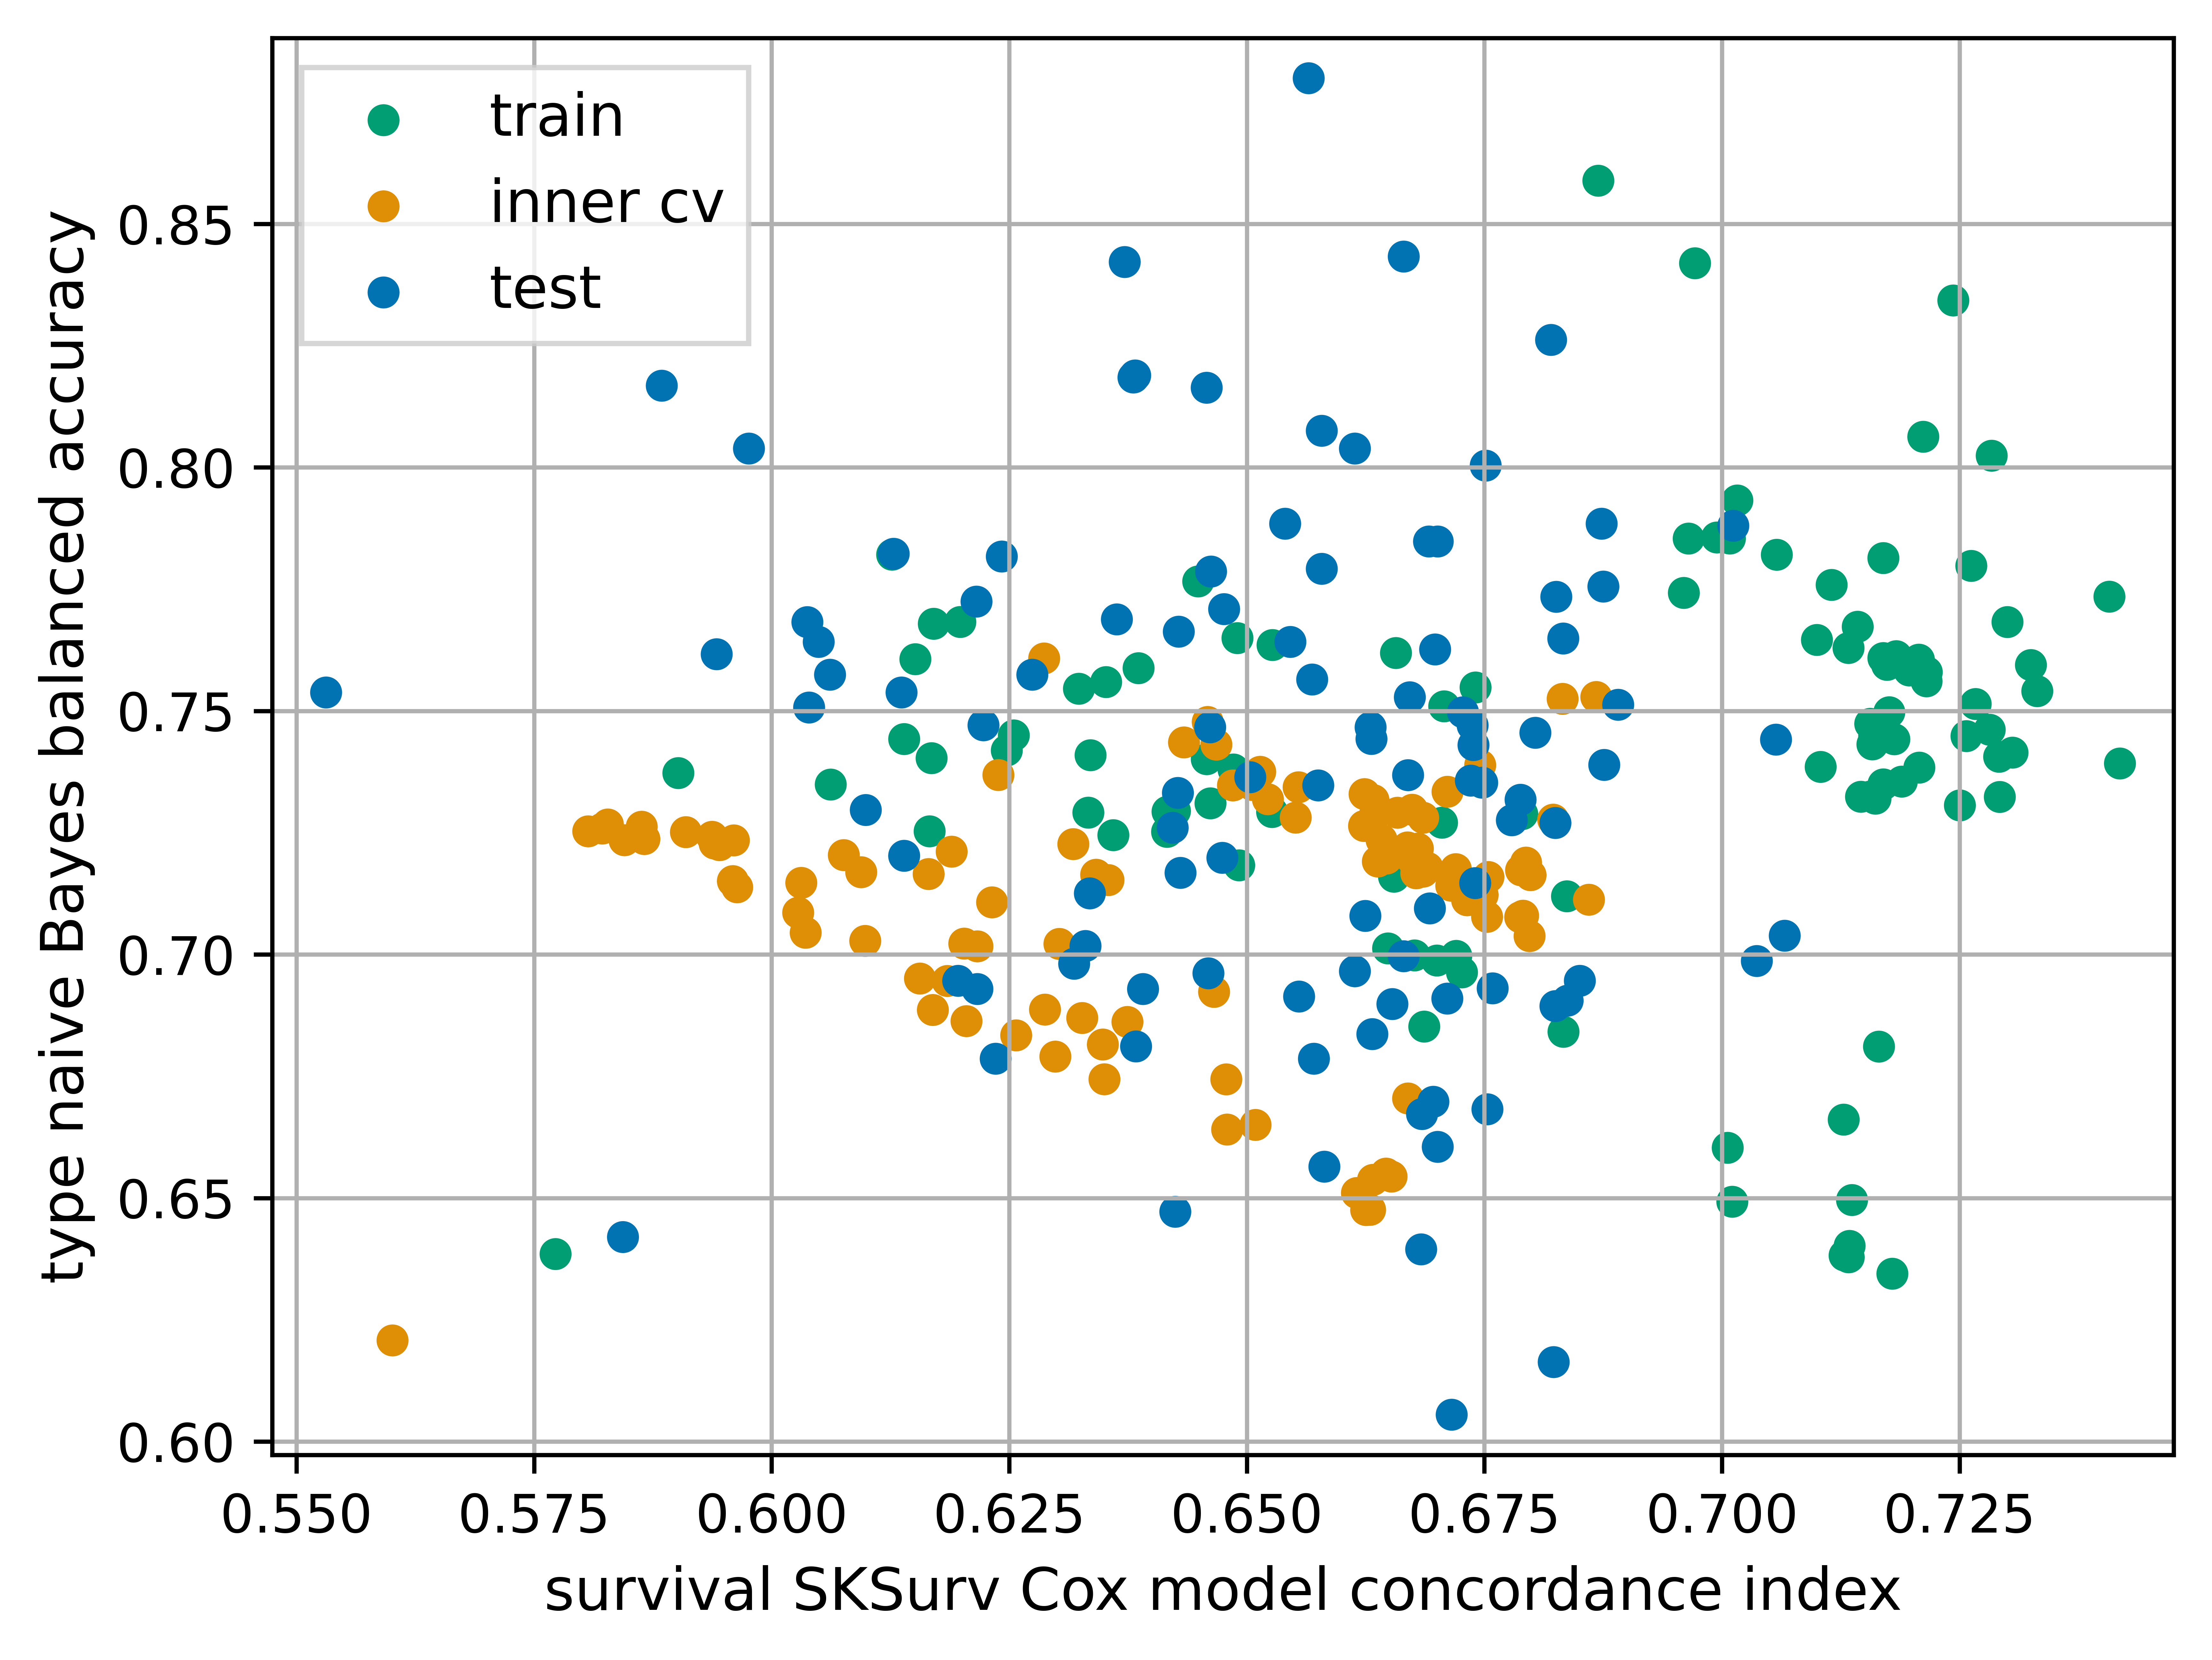 train
inner cv
test
type naive Bayes balanced accuracy
0.85
0.80
0.75
0.70
0.65
0.60
0.550 0.575 0.600 0.625 0.650 0.675 0.700 0.725
survival SKSurv Cox model concordance index